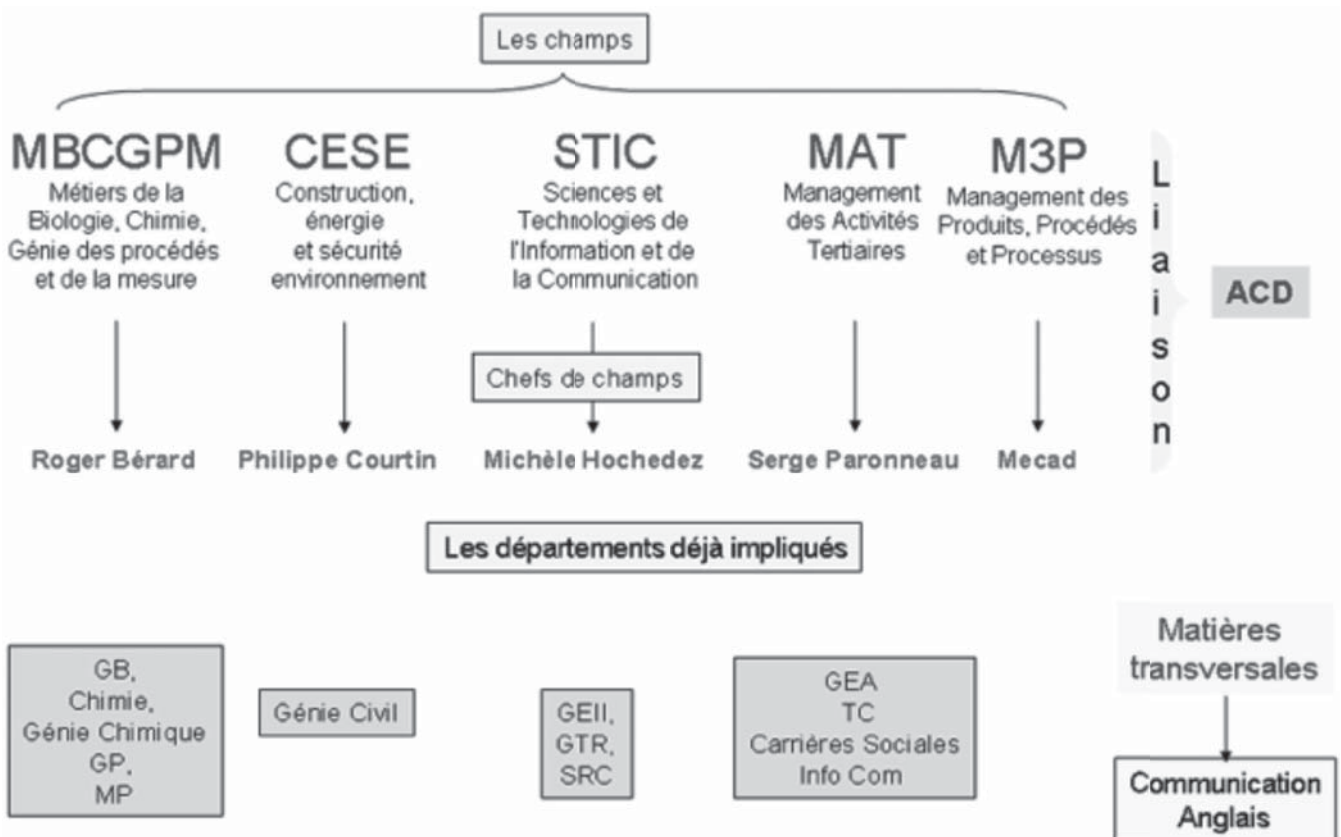 Les champs
MBCGPM
Métiers de la
Biologie, Chimie,
Génie des procédés
et de la mesure
CESE
Construction,
énergie
et sécurité
environnement
STIC
Sciences et
Technologies de
l'Information et de
la Communication
MAT
Management
des Activités
Tertiaires
M3P
Management des
Produits, Procédés
et Processus
Liaison
ACD
Chefs de champs
Roger Bérard
Philippe Courtin
Michèle Hochedez
Serge Paronneau
Mecad
Les départements déjà impliqués
GB,
Chimie,
Génie Chimique
GP,
MP
Génie Civil
GEII,
GTR,
SRC
GEA
TC
Carrières Sociales
Info Com
Matières
transversales
Communication
Anglais